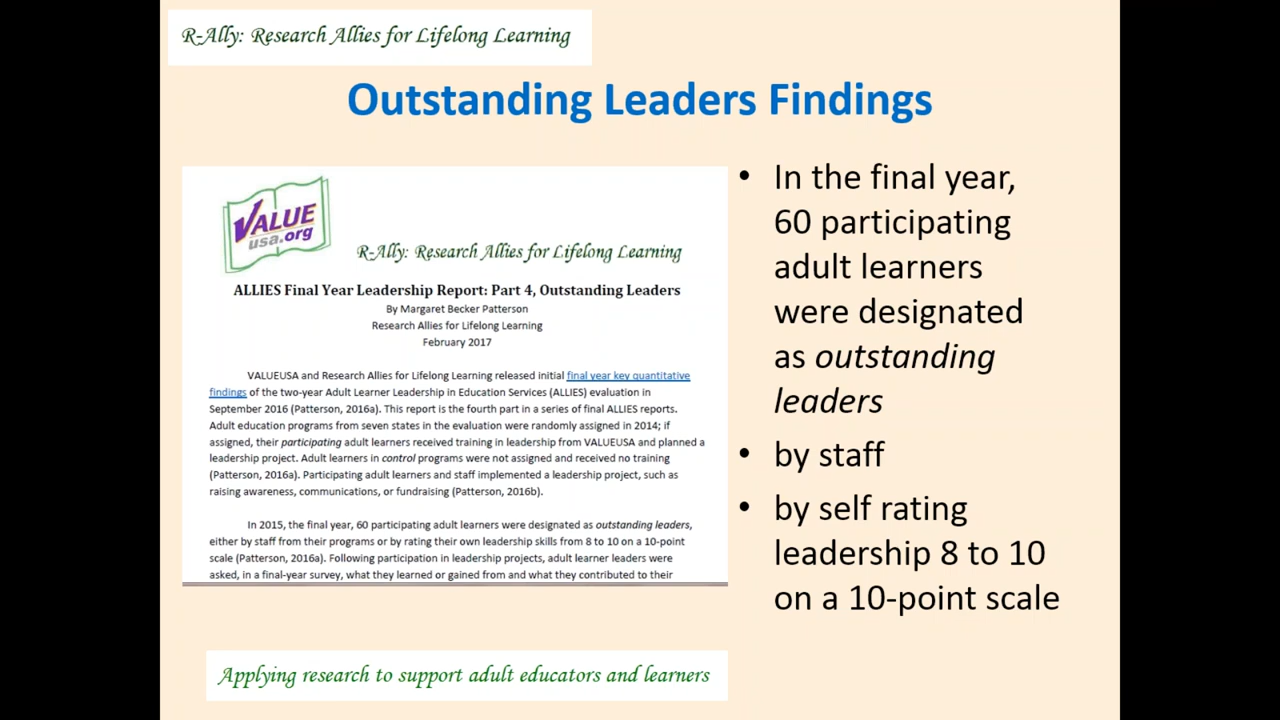 R-Ally: Research Allies for Lifelong Learning
Outstanding Leaders Findings
VALUE
usa.org
R-Ally: Research Allies for Lifelong Learning
ALLIES Final Year Leadership Report: Part 4, Outstanding Leaders
By Margaret Becker Patterson
Research Allies for Lifelong Learning
February 2017
VALUEUSA and Research Allies for Lifelong Learning released initial final year key quantitative
findings of the two-year Adult Learner Leadership in Education Services (ALLIES) evaluation in
September 2016 (Patterson, 2016a). This report is the fourth part in a series of final ALLIES reports.
Adult education programs from seven states in the evaluation were randomly assigned in 2014; if
assigned, their participating adult learners received training in leadership from VALUEUSA and planned a
leadership project. Adult learners in control programs were not assigned and received no training
(Patterson, 2016a). Participating adult learners and staff implemented a leadership project, such as
raising awareness, communications, or fundraising (Patterson, 2016b).
In 2015, the final year, 60 participating adult learners were designated as outstanding leaders,
either by staff from their programs or by rating their own leadership skills from 8 to 10 on a 10-point
scale (Patterson, 2016a). Following participation in leadership projects, adult learner leaders were
asked, in a final-year survey, what they learned or gained from and what they contributed to their
• In the final year,
60 participating
adult learners
were designated
as outstanding
leaders
• by staff
• by self rating
leadership 8 to 10
on a 10-point scale
Applying research to support adult educators and learners